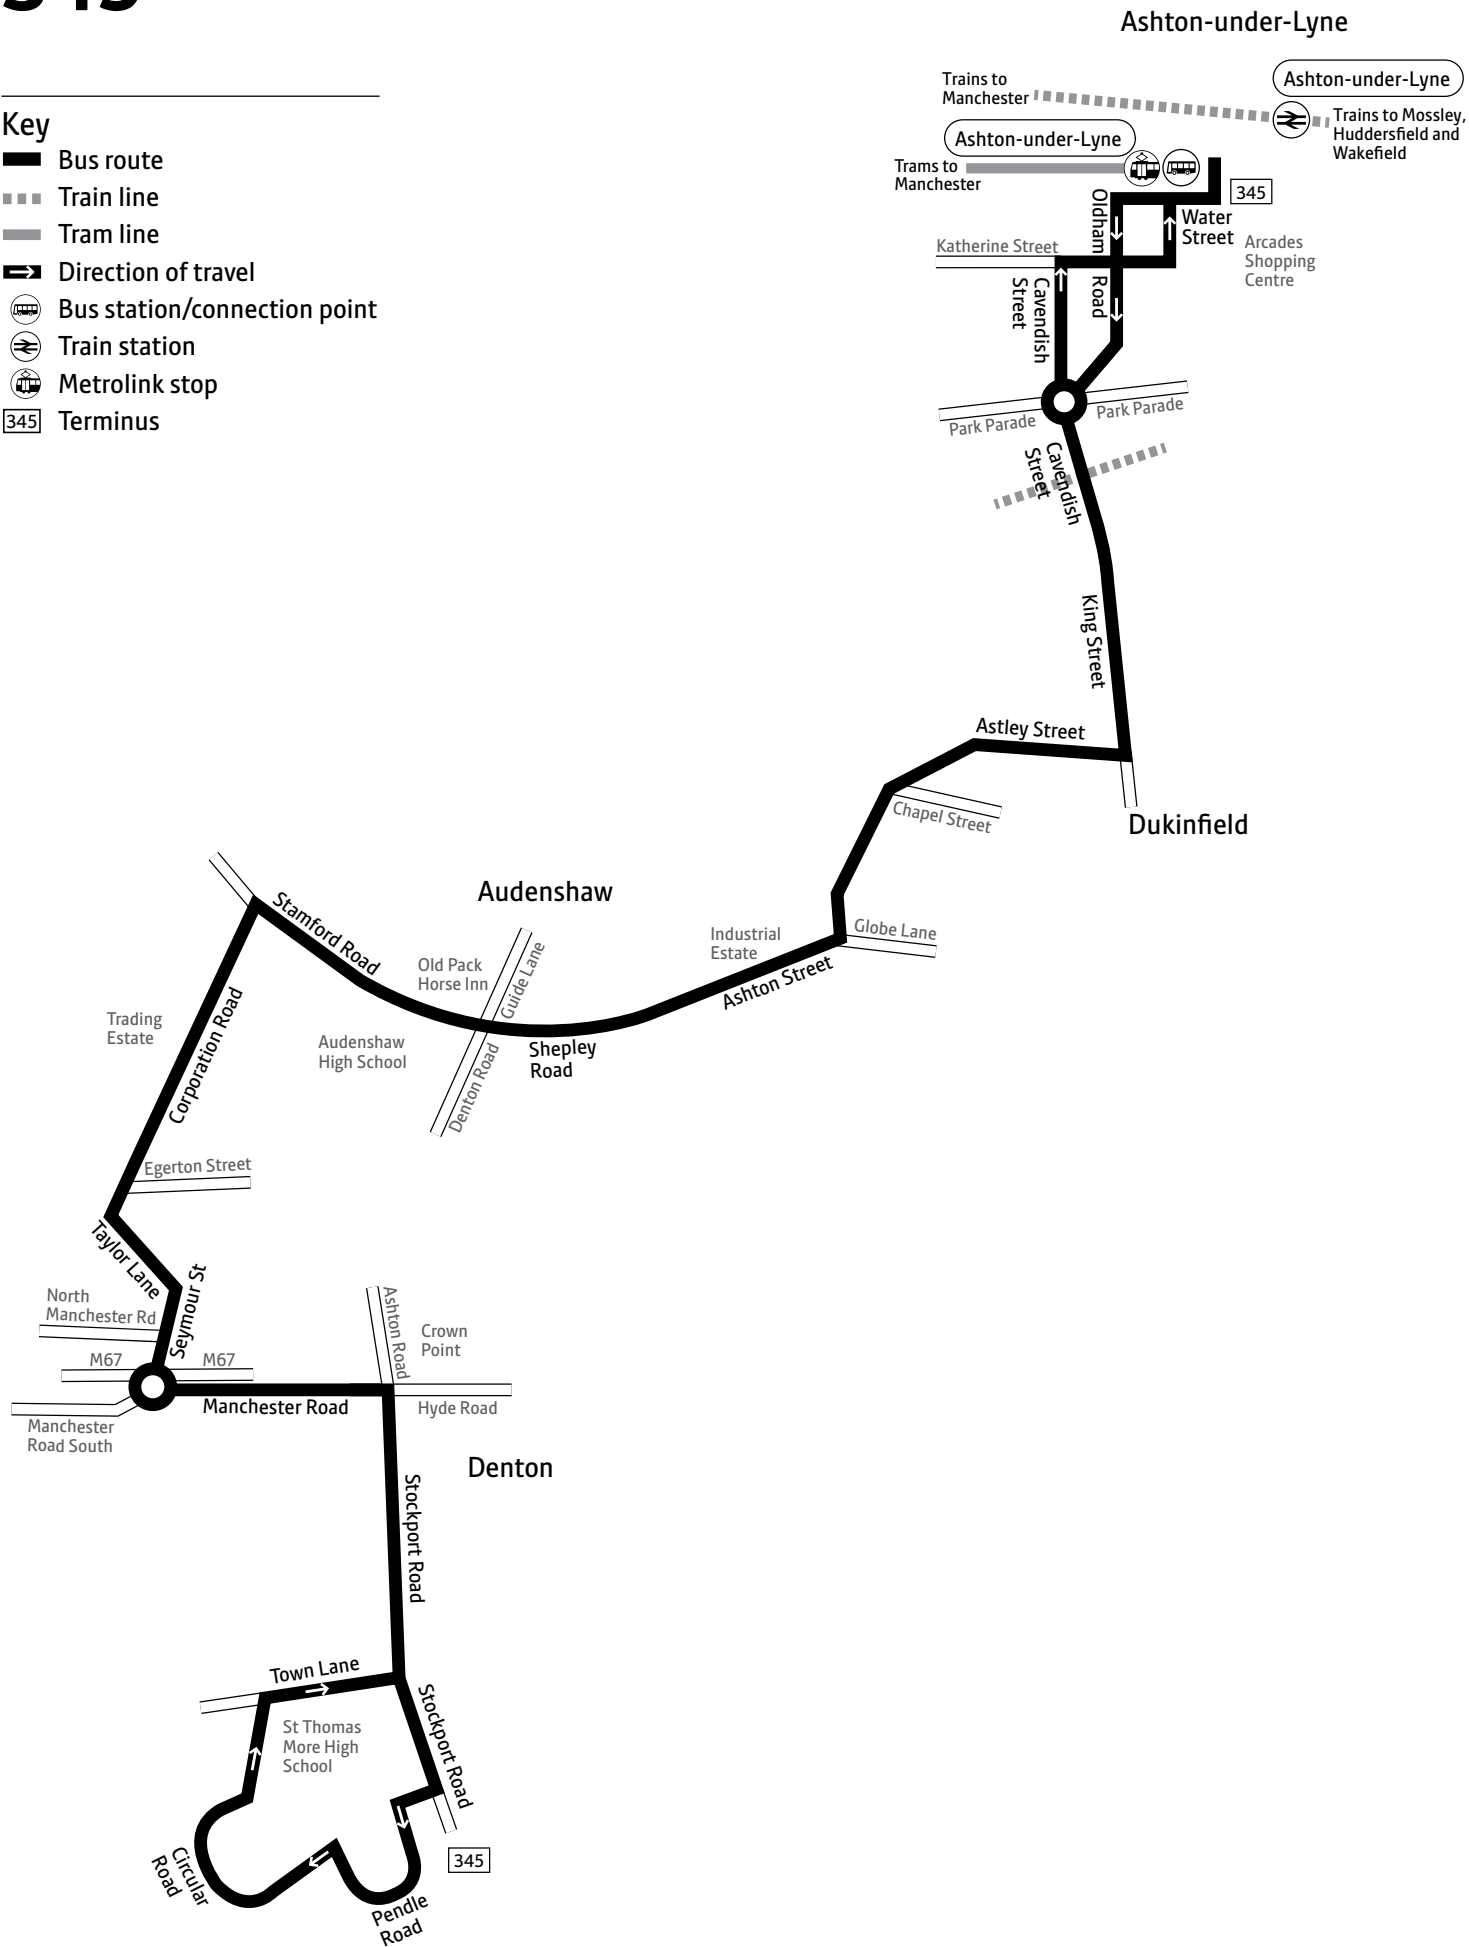 345
Key
Bus route
Train line
Tram line
Direction of travel
Bus station/connection point
Train station
Metrolink stop
345 Terminus
Ashton-under-Lyne
Trains to
Manchester
Ashton-under-Lyne
Trains to Mossley,
Huddersfield and
Wakefield
Ashton-under-Lyne
Trams to
Manchester
345
Oldham Road
Water
Street
Arcades
Shopping
Centre
Katherine Street
Cavendish
Street
Park Parade
Park Parade
Cavendish
Street
King Street
Astley Street
Chapel Street
Dukinfield
Audenshaw
Stamford Road
Old Pack
Horse Inn
Guide Lane
Industrial
Estate
Globe Lane
Ashton Street
Trading
Estate
Corporation Road
Audenshaw
High School
Denton Road
Shepley
Road
Egerton Street
Taylor Lane
Seymour St
North
Manchester Rd
M67
M67
Ashton Road
Crown
Point
Manchester Road
Hyde Road
Manchester
Road South
Denton
Stockport Road
Town Lane
St Thomas
More High
School
Stockport Road
345
Circular
Road
Pendle
Road